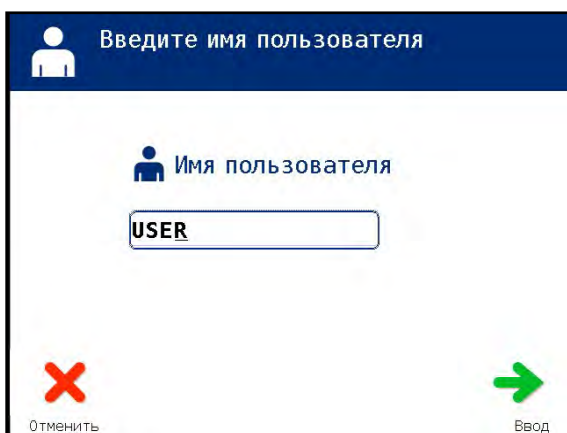 Введите имя пользователя
Имя пользователя
USER
Отменить
Ввод